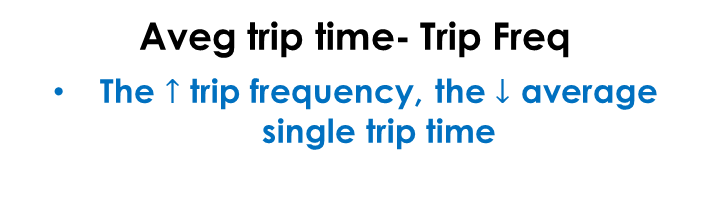 Aveg trip time- Trip Freq
• The ↑ trip frequency, the ↓ average
single trip time